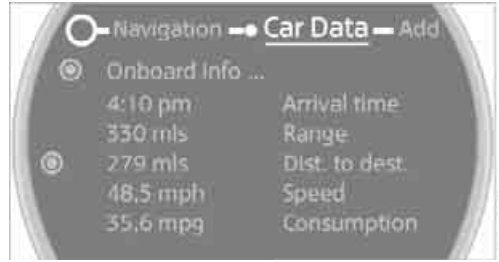 Navigation Car Data Add
Onboard Info ...
4:10 pm Arrival time
330 mls Range
279 mls Dist. to dest.
48,5 mph Speed
35,6 mpg Consumption